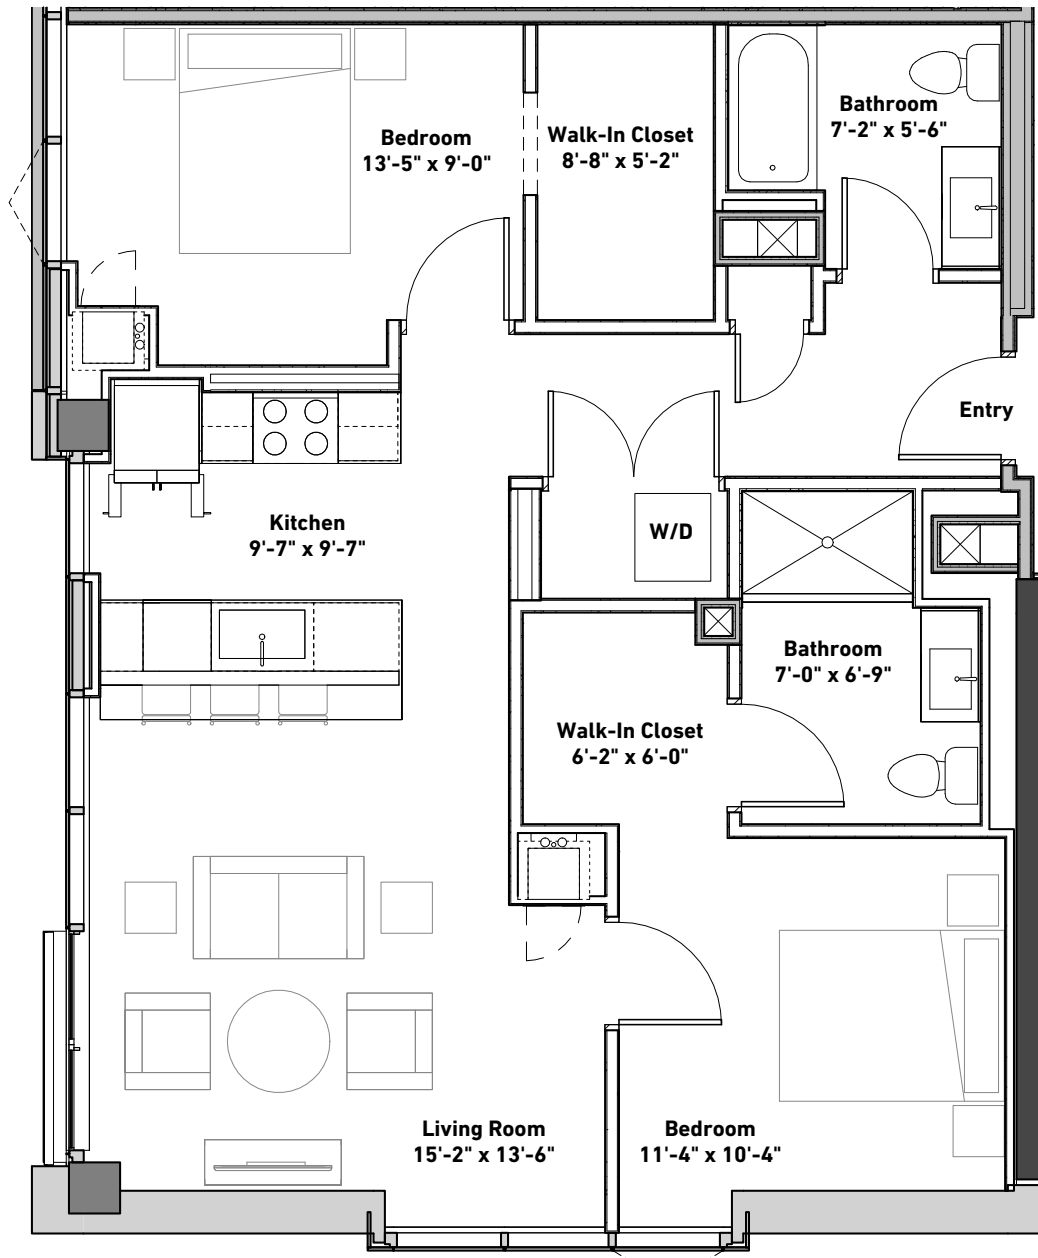 Bathroom
7'-2" x 5'-6"
Bedroom
13'-5" x 9'-0"
Walk-In Closet
8'-8" x 5'-2"
Entry
Kitchen
9'-7" x 9'-7"
W/D
Bathroom
7'-0" x 6'-9"
Walk-In Closet
6'-2" x 6'-0"
Living Room
15'-2" x 13'-6"
Bedroom
11'-4" x 10'-4"